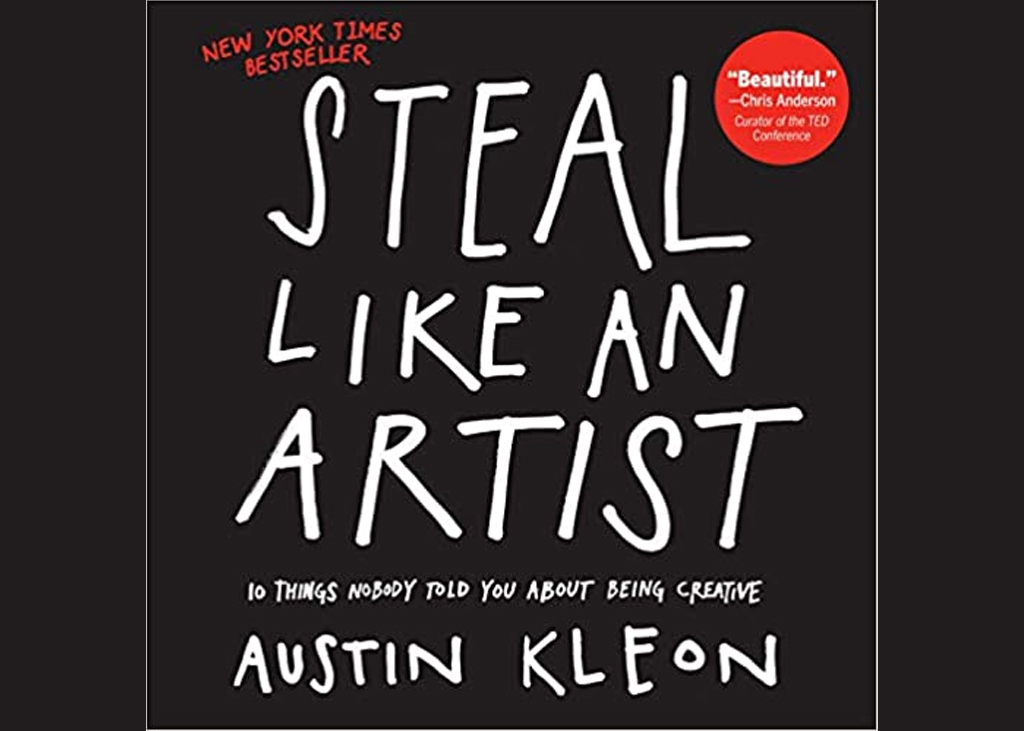 NEW YORK TIMES
BESTSELLER
STEAL
LIKE AN
ARTIST
“Beautiful.”
—Chris Anderson
Curator of the TED
Conference
10 THINGS NOBODY TOLD YOU ABOUT BEING CREATIVE
AUSTIN KLEON